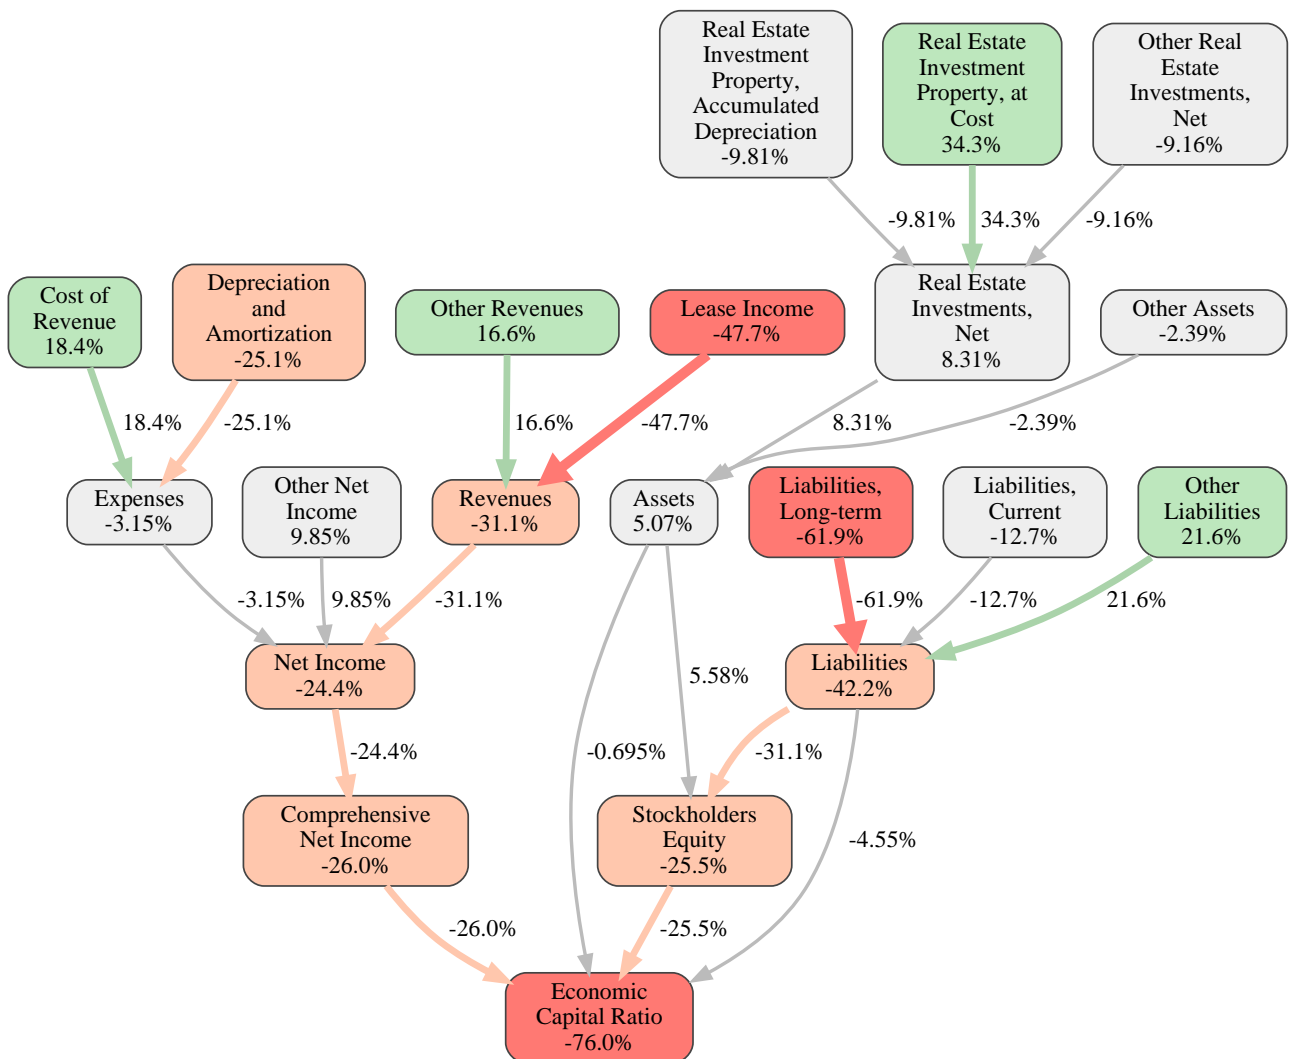 Real Estate
Investment
Property,
Accumulated
Depreciation
-9.81%
Real Estate
Investment
Property, at
Cost
34.3%
Other Real
Estate
Investments,
Net
-9.16%
-9.81%
34.3%
-9.16%
Cost of
Revenue
18.4%
Depreciation
and
Amortization
-25.1%
Other Revenues
16.6%
Lease Income
-47.7%
Real Estate
Investments,
Net
8.31%
Other Assets
-2.39%
18.4%
-25.1%
16.6%
-47.7%
8.31%
-2.39%
Expenses
-3.15%
Other Net
Income
9.85%
Revenues
-31.1%
Assets
5.07%
Liabilities,
Long-term
-61.9%
Liabilities,
Current
-12.7%
Other
Liabilities
21.6%
-3.15%
9.85%
-31.1%
-61.9%
-12.7%
21.6%
Net Income
-24.4%
5.58%
Liabilities
-42.2%
-24.4%
-0.695%
-31.1%
Comprehensive
Net Income
-26.0%
Stockholders
Equity
-25.5%
-4.55%
-26.0%
-25.5%
Economic
Capital Ratio
-76.0%